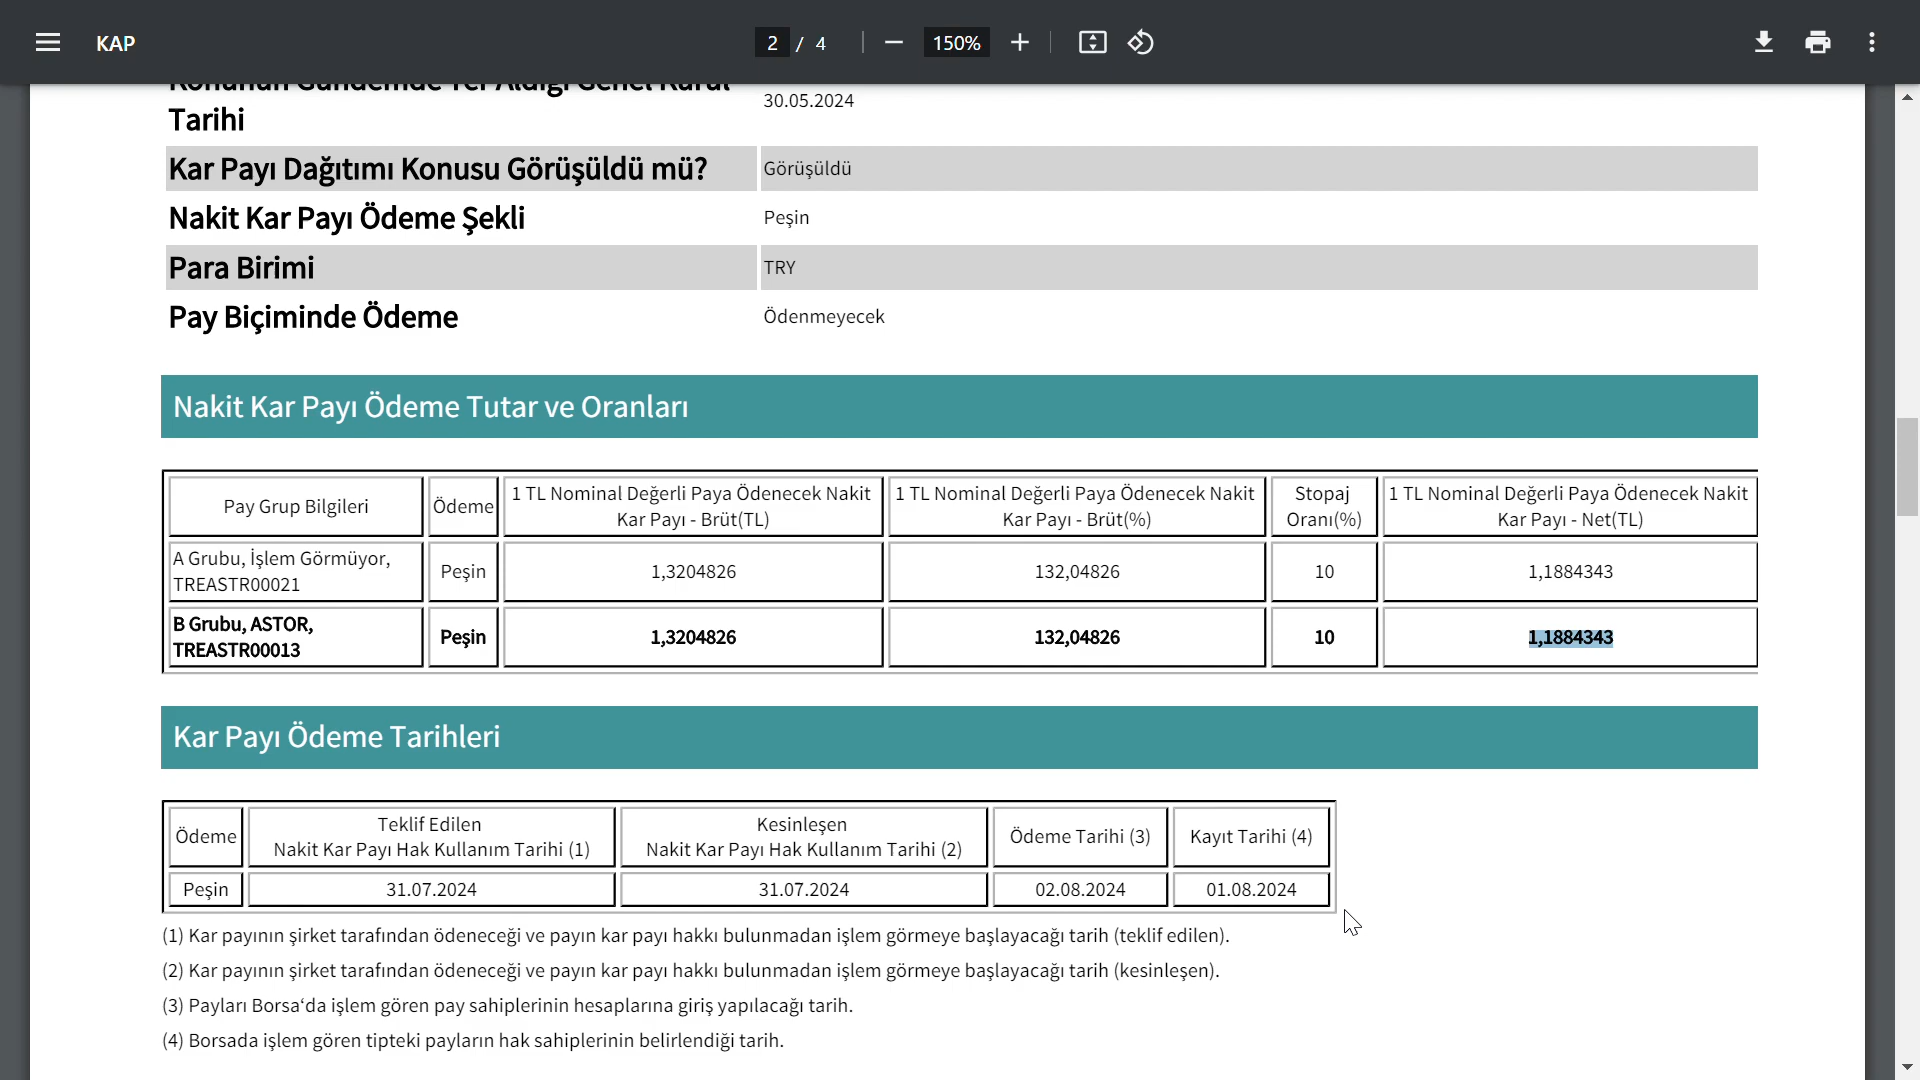 KAP
2 / 4
150%
Konunun Gündemde Yer Aldığı Genel Kurul
Tarihi
30.05.2024
Kar Payı Dağıtımı Konusu Görüşüldü mü?
Görüşüldü
Nakit Kar Payı Ödeme Şekli
Peşin
Para Birimi
TRY
Pay Biçiminde Ödeme
Ödenmeyecek
Nakit Kar Payı Ödeme Tutar ve Oranları
Pay Grup Bilgileri
Ödeme
1 TL Nominal Değerli Paya Ödenecek Nakit
Kar Payı - Brüt(TL)
1 TL Nominal Değerli Paya Ödenecek Nakit
Kar Payı - Brüt(%)
Stopaj
Oranı(%)
1 TL Nominal Değerli Paya Ödenecek Nakit
Kar Payı - Net(TL)
A Grubu, İşlem Görmüyor,
TREASTR00021
Peşin
1,3204826
132,04826
10
1,1884343
B Grubu, ASTOR,
TREASTR00013
Peşin
1,3204826
132,04826
10
1,1884343
Kar Payı Ödeme Tarihleri
Ödeme
Teklif Edilen
Nakit Kar Payı Hak Kullanım Tarihi (1)
Kesinleşen
Nakit Kar Payı Hak Kullanım Tarihi (2)
Ödeme Tarihi (3)
Kayıt Tarihi (4)
Peşin
31.07.2024
31.07.2024
02.08.2024
01.08.2024
(1) Kar payının şirket tarafından ödeneceği ve payın kar payı hakkı bulunmadan işlem görmeye başlayacağı tarih (teklif edilen).
(2) Kar payının şirket tarafından ödeneceği ve payın kar payı hakkı bulunmadan işlem görmeye başlayacağı tarih (kesinleşen).
(3) Payları Borsa‘da işlem gören pay sahiplerinin hesaplarına giriş yapılacağı tarih.
(4) Borsada işlem gören tipteki payların hak sahiplerinin belirlendiği tarih.